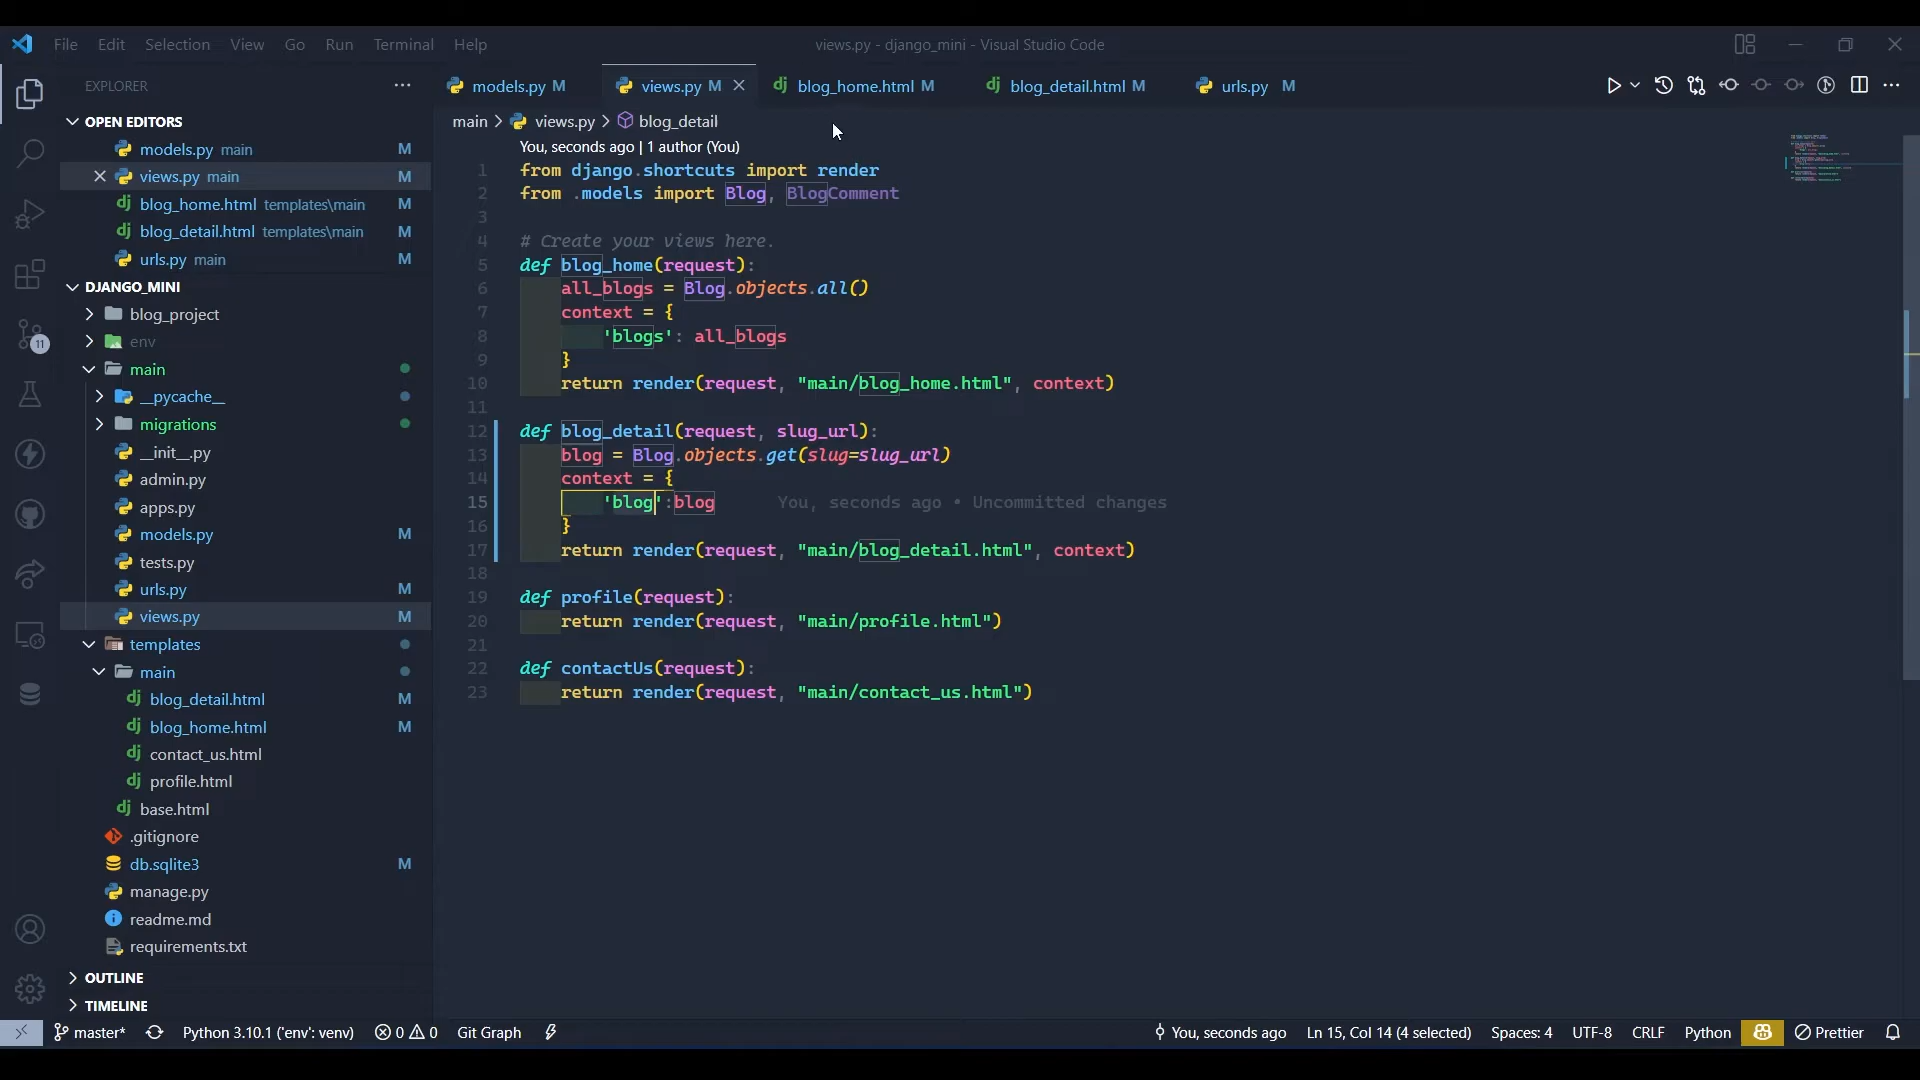 File Edit Selection View Go Run Terminal Help
views.py - django_mini - Visual Studio Code
EXPLORER
OPEN EDITORS
models.py main M
views.py main M
blog_home.html templates\main M
blog_detail.html templates\main M
urls.py main M
DJANGO_MINI
blog_project
env
main
__pycache__
migrations
__init__.py
admin.py
apps.py
models.py M
tests.py
urls.py M
views.py M
templates
main
blog_detail.html M
blog_home.html M
contact_us.html
profile.html
base.html
.gitignore
db.sqlite3 M
manage.py
readme.md
requirements.txt
OUTLINE
TIMELINE
11
models.py M views.py M blog_home.html M blog_detail.html M urls.py M
main > views.py > blog_detail
You, seconds ago | 1 author (You)
1 from django.shortcuts import render
2 from .models import Blog, BlogComment
3
4 # Create your views here.
5 def blog_home(request):
6 all_blogs = Blog.objects.all()
7 context = {
8 'blogs': all_blogs
9 }
10 return render(request, "main/blog_home.html", context)
11
12 def blog_detail(request, slug_url):
13 blog = Blog.objects.get(slug=slug_url)
14 context = {
15 'blog':blog You, seconds ago • Uncommitted changes
16 }
17 return render(request, "main/blog_detail.html", context)
18
19 def profile(request):
20 return render(request, "main/profile.html")
21
22 def contactUs(request):
23 return render(request, "main/contact_us.html")
master* Python 3.10.1 ('env': venv) 0 0 Git Graph You, seconds ago Ln 15, Col 14 (4 selected) Spaces: 4 UTF-8 CRLF Python Prettier